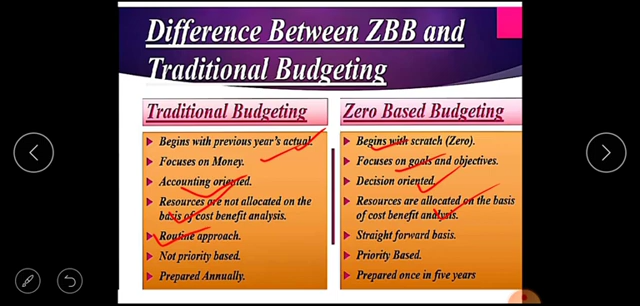 Difference Between ZBB and
Traditional Budgeting
Traditional Budgeting
Begins with previous year's actual.
Focuses on Money.
Accounting oriented.
Resources are not allocated on the
basis of cost benefit analysis.
Routine approach.
Not priority based.
Prepared Annually.
Zero Based Budgeting
Begins with scratch (Zero).
Focuses on goals and objectives.
Decision oriented.
Resources are allocated on the basis
of cost benefit analysis.
Straight forward basis.
Priority Based.
Prepared once in five years